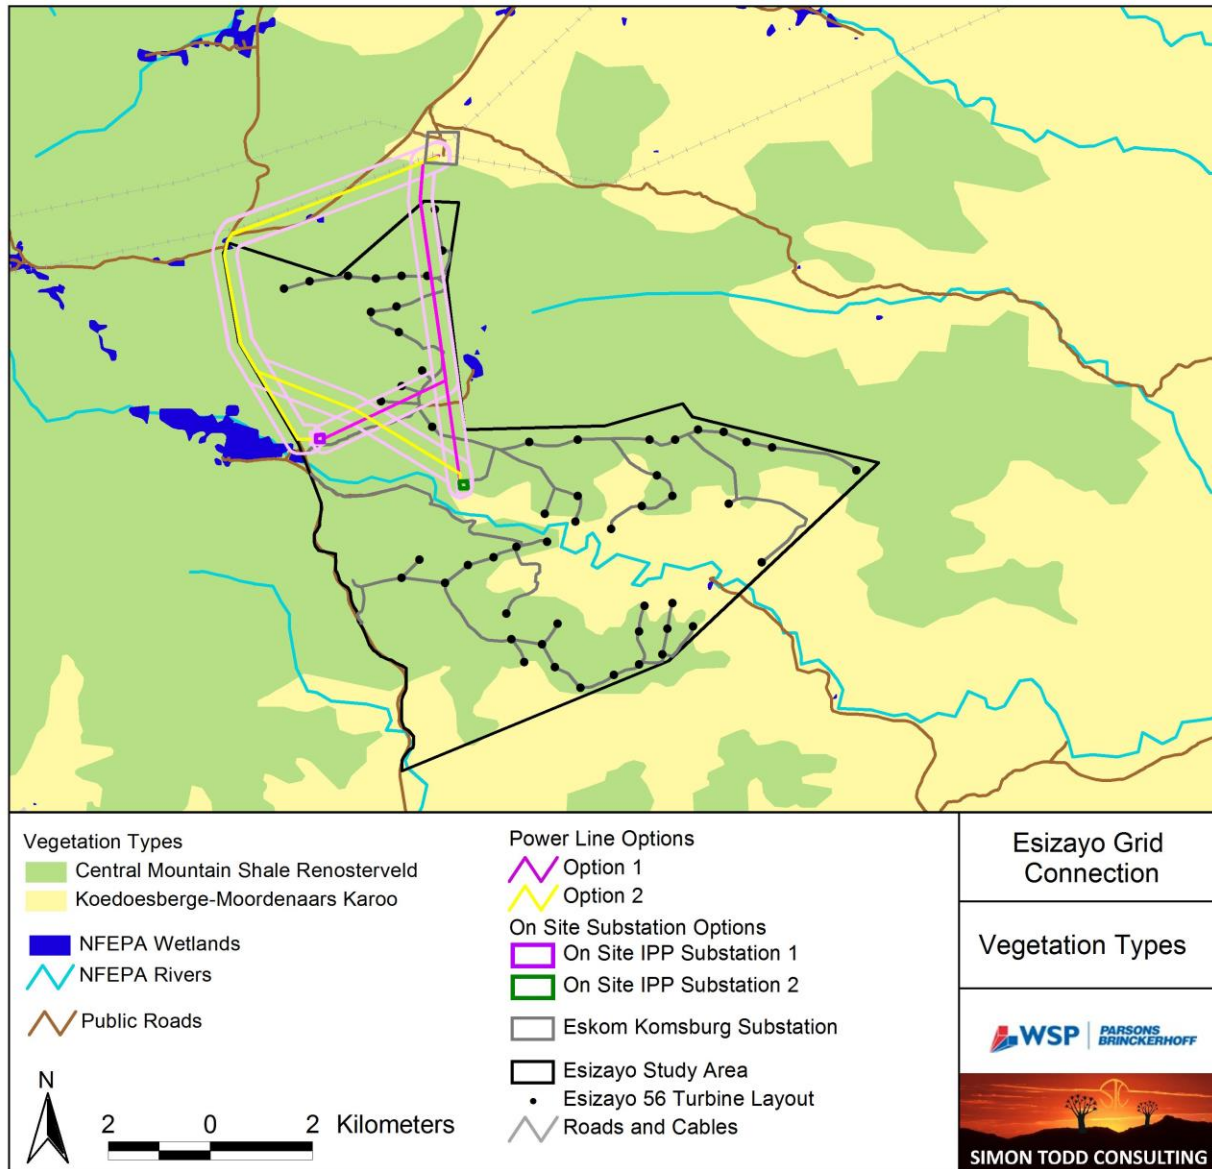 Vegetation Types
Central Mountain Shale Renosterveld
Koedoesberge-Moordenaars Karoo
NFEPA Wetlands
NFEPA Rivers
Public Roads
N
2 0 2 Kilometers
Power Line Options
Option 1
Option 2
On Site Substation Options
On Site IPP Substation 1
On Site IPP Substation 2
Eskom Komsburg Substation
Esizayo Study Area
Esizayo 56 Turbine Layout
Roads and Cables
Esizayo Grid
Connection
Vegetation Types
WSP PARSONS
BRINCKERHOFF
STC
SIMON TODD CONSULTING